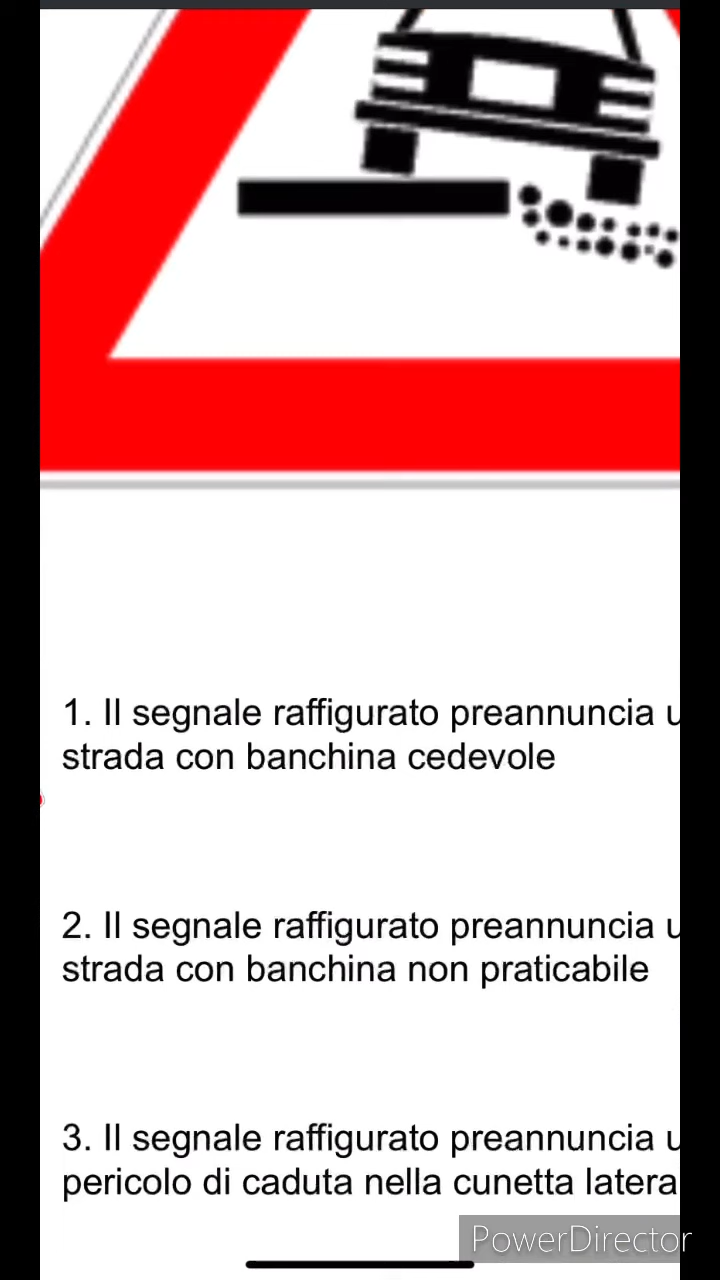 1. Il segnale raffigurato preannuncia u
strada con banchina cedevole
2. Il segnale raffigurato preannuncia u
strada con banchina non praticabile
3. Il segnale raffigurato preannuncia u
pericolo di caduta nella cunetta latera
PowerDirector